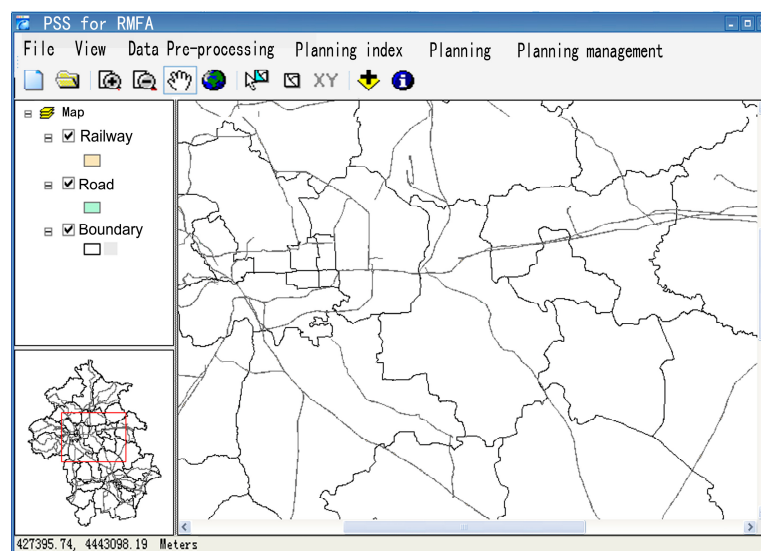 PSS for RMFA
File View Data Pre-processing Planning index Planning Planning management
XY
Map
Railway
Road
Boundary
427395.74, 4443098.19 Meters